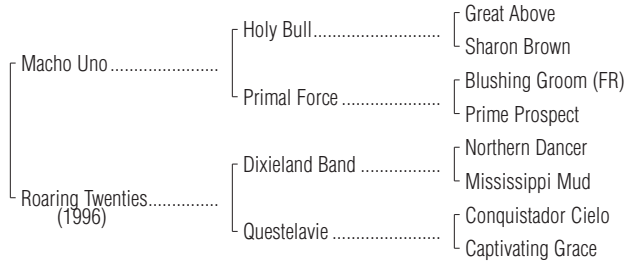 Great Above
Holy Bull.......................
Sharon Brown
Macho Uno ......................
Blushing Groom (FR)
Primal Force ....................
Prime Prospect
Northern Dancer
Dixieland Band ................
Mississippi Mud
Roaring Twenties..............
(1996)
Conquistador Cielo
Questelavie ......................
Captivating Grace